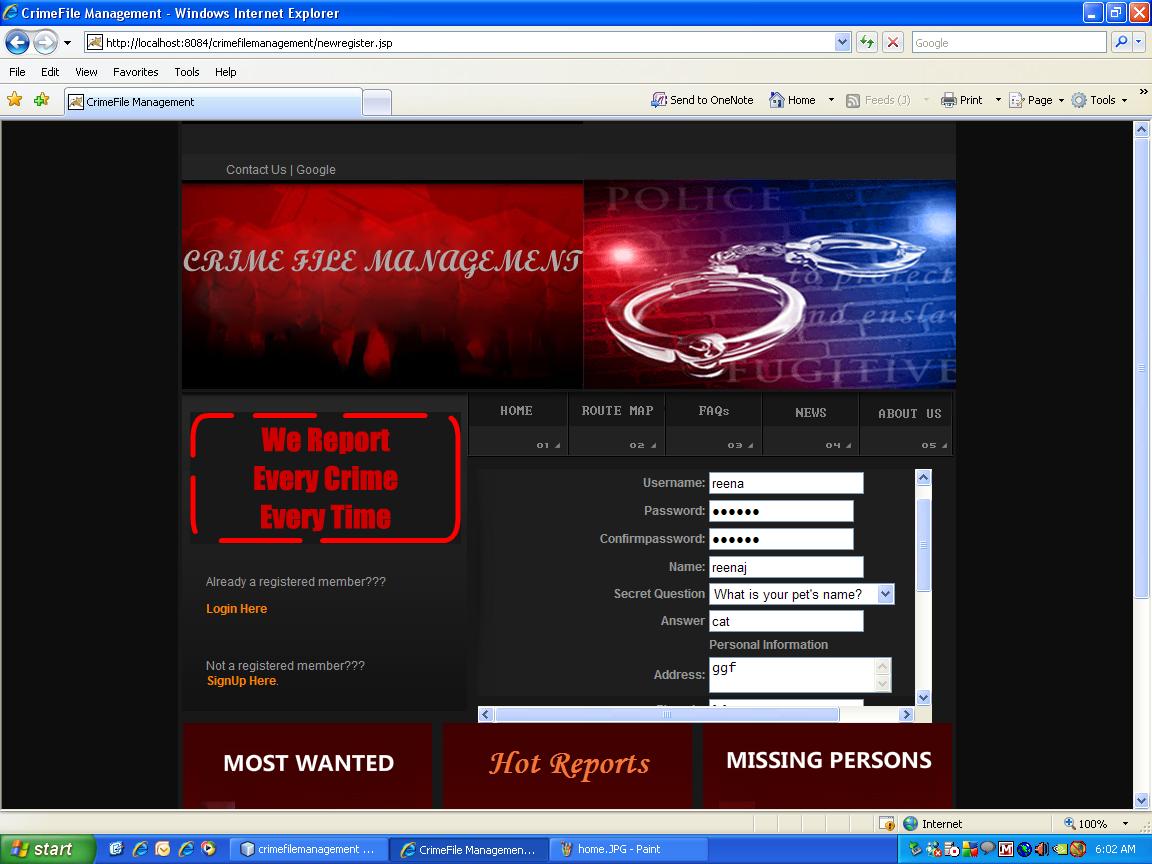 CrimeFile Management - Windows Internet Explorer
http://localhost:8084/crimefilemanagement/newregister.jsp
Google
File Edit View Favorites Tools Help
CrimeFile Management
Send to OneNote Home Feeds (J) Print Page Tools
Contact Us | Google
CRIME FILE MANAGEMENT
POLICE
to protect
and ensla
FUGITIVE
HOME ROUTE MAP FAQs NEWS ABOUT US
01 02 03 04 05
We Report
Every Crime
Every Time
Already a registered member???
Login Here
Not a registered member???
SignUp Here.
Username: reena
Password: ●●●●●●
Confirmpassword: ●●●●●●
Name: reenaj
Secret Question What is your pet's name?
Answer cat
Personal Information
Address: ggf
MOST WANTED
Hot Reports
MISSING PERSONS
Internet 100%
start crimefilemanagement ... CrimeFile Managemen... home.JPG - Paint 6:02 AM